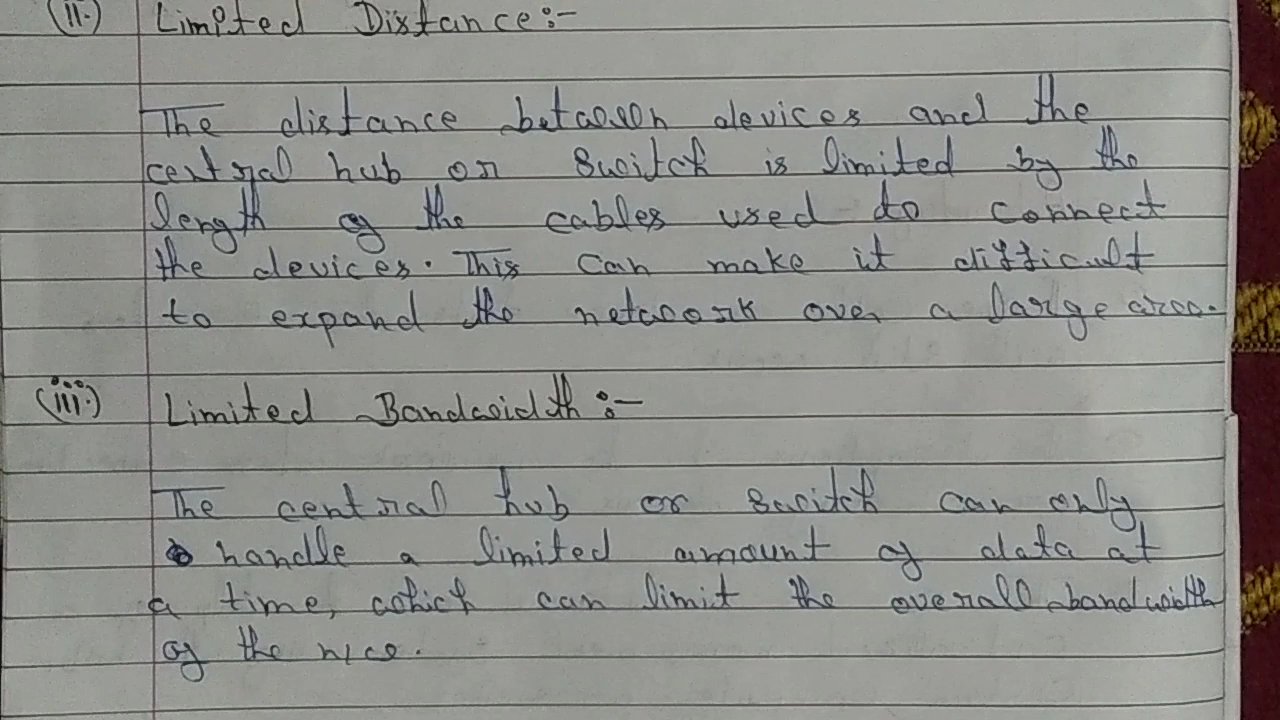 (ii.) Limited Distance:-
The distance between devices and the
central hub or switch is limited by the
length of the cables used to connect
the devices. This can make it difficult
to expand the network over a large area.
(iii.) Limited Bandwidth :-
The central hub or switch can only
handle a limited amount of data at
a time, which can limit the overall bandwidth
of the n/w.